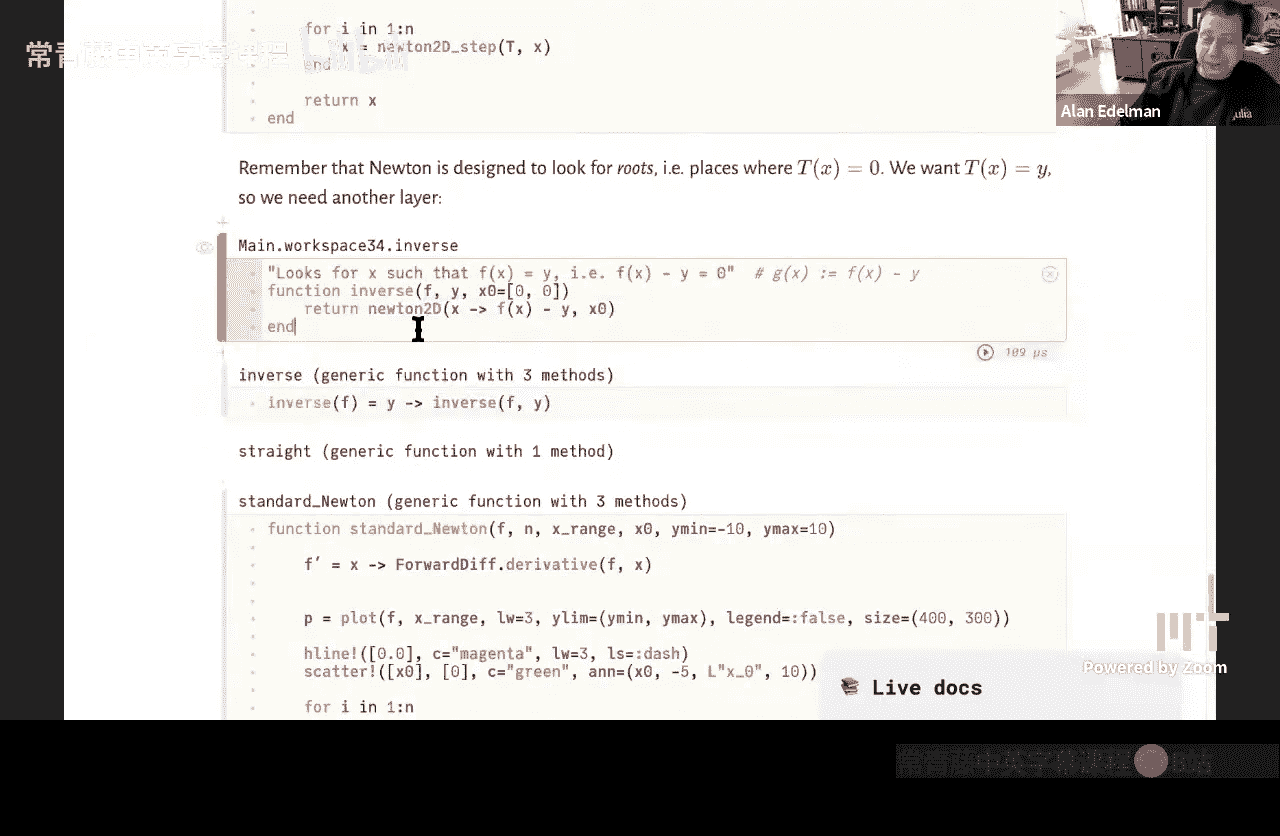 for i in 1:n
x = newton2D_step(T, x)
end
return x
end
Alan Edelman
Remember that Newton is designed to look for roots, i.e. places where T(x) = 0. We want T(x) = y,
so we need another layer:
Main.workspace34.inverse
"Looks for x such that f(x) = y, i.e. f(x) - y = 0"  # g(x) := f(x) - y
function inverse(f, y, x0=[0, 0])
return newton2D(x -> f(x) - y, x0)
end
109 μs
inverse (generic function with 3 methods)
inverse(f) = y -> inverse(f, y)
straight (generic function with 1 method)
standard_Newton (generic function with 3 methods)
function standard_Newton(f, n, x_range, x0, ymin=-10, ymax=10)
f′ = x -> ForwardDiff.derivative(f, x)
p = plot(f, x_range, lw=3, ylim=(ymin, ymax), legend=:false, size=(400, 300))
hline!([0.0], c="magenta", lw=3, ls=:dash)
scatter!([x0], [0], c="green", ann=(x0, -5, L"x_0", 10))
for i in 1:n
Live docs
Powered by Zoom